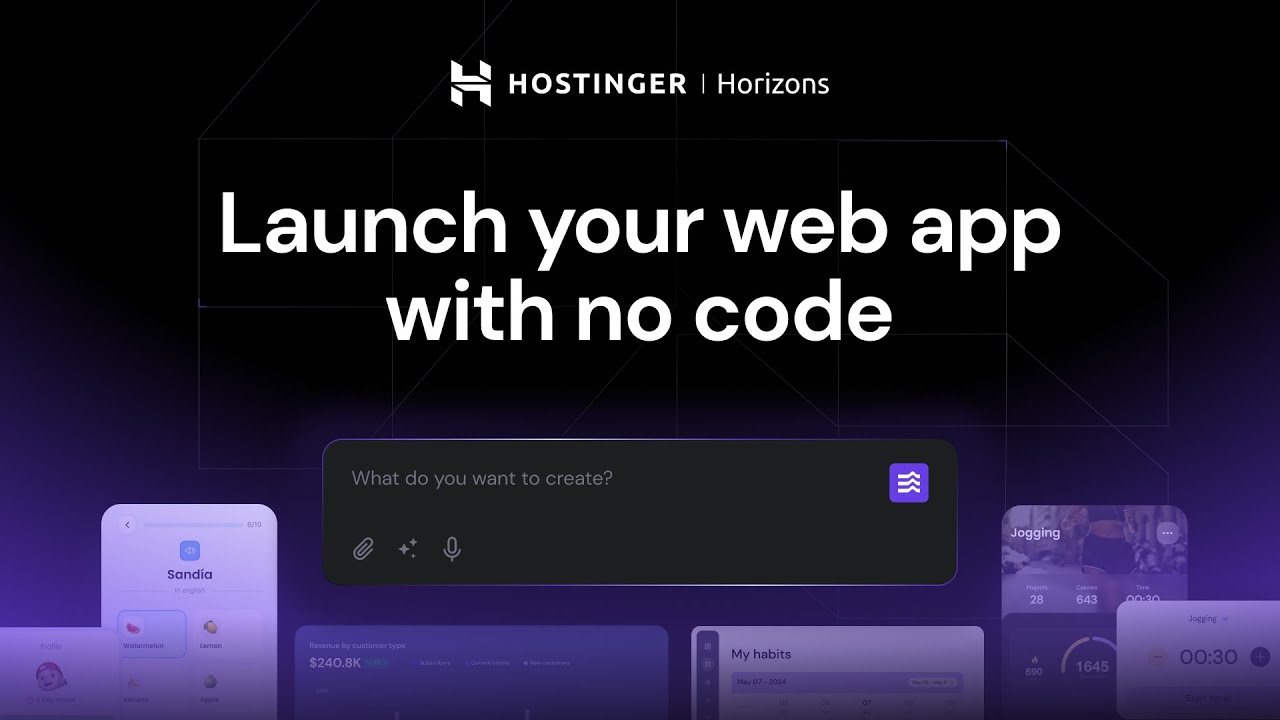 HOSTINGER | Horizons
Launch your web app
with no code
What do you want to create?
6/10
Sandía
In english
Watermelon
Lemon
Banana
Apple
Profile
Revenue by customer type
$240.8K
Subscribers
Current clients
New customers
My habits
May 07 – 2024
Jogging
Projects
Calories
Time
28
643
00:30
690
1645
Jogging
00:30
Start timer